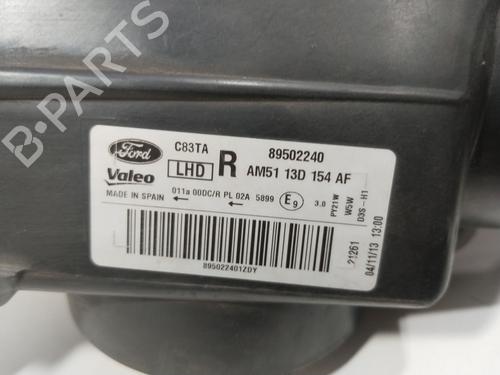 B-PARTS
Ford
C83TA
89502240
Valeo
LHD
R
AM51 13D 154 AF
MADE IN SPAIN
011a 00DC/R PL 02A 5899
E9
3.0
PY21W
W5W
D3S - H1
895022401ZDY
21261
04/11/13 13:00